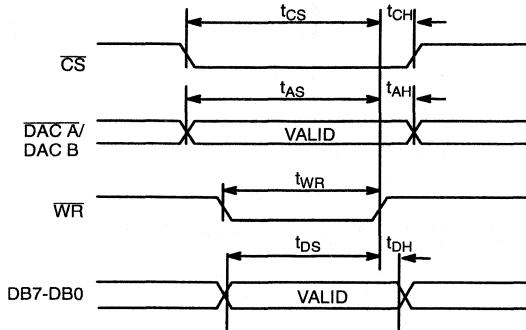 tCS tCH
CS
tAS tAH
DAC A/
DAC B
VALID
tWR
WR
tDS tDH
DB7-DB0
VALID